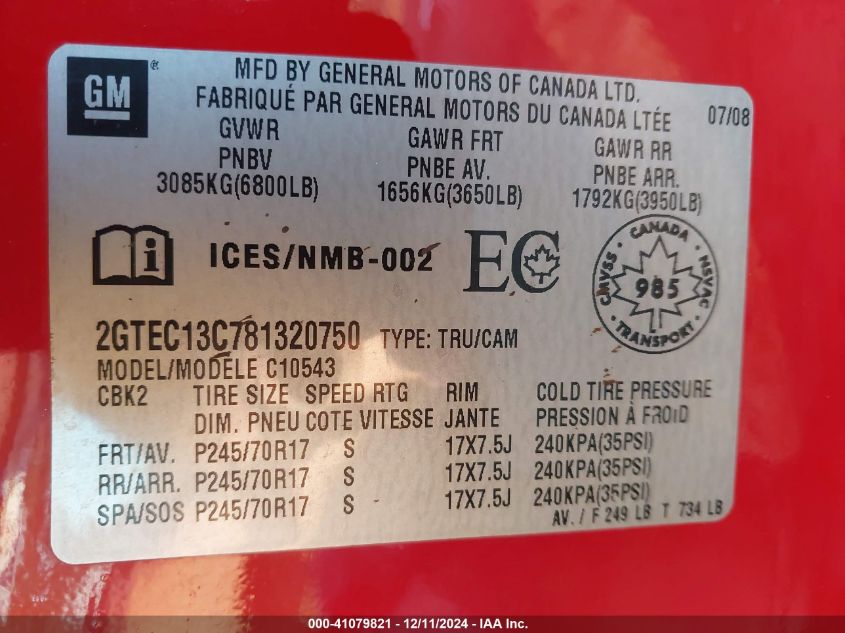 GM®
MFD BY GENERAL MOTORS OF CANADA LTD.
FABRIQUÉ PAR GENERAL MOTORS DU CANADA LTÉE 07/08
GVWR GAWR FRT GAWR RR
PNBV PNBE AV. PNBE ARR.
3085KG(6800LB) 1656KG(3650LB) 1792KG(3950LB)
i ICES/NMB-002 EC
CANADA
CMVSS 985 NSVAC
TRANSPORT
2GTEC13C781320750 TYPE: TRU/CAM
MODEL/MODÈLE C10543
CBK2 TIRE SIZE SPEED RTG RIM COLD TIRE PRESSURE
DIM. PNEU COTE VITESSE JANTE PRESSION À FROID
FRT/AV. P245/70R17 S 17X7.5J 240KPA(35PSI)
RR/ARR. P245/70R17 S 17X7.5J 240KPA(35PSI)
SPA/SOS P245/70R17 S 17X7.5J 240KPA(35PSI)
AV. / F 249 LB T 734 LB
000-41079821 - 12/11/2024 - IAA Inc.